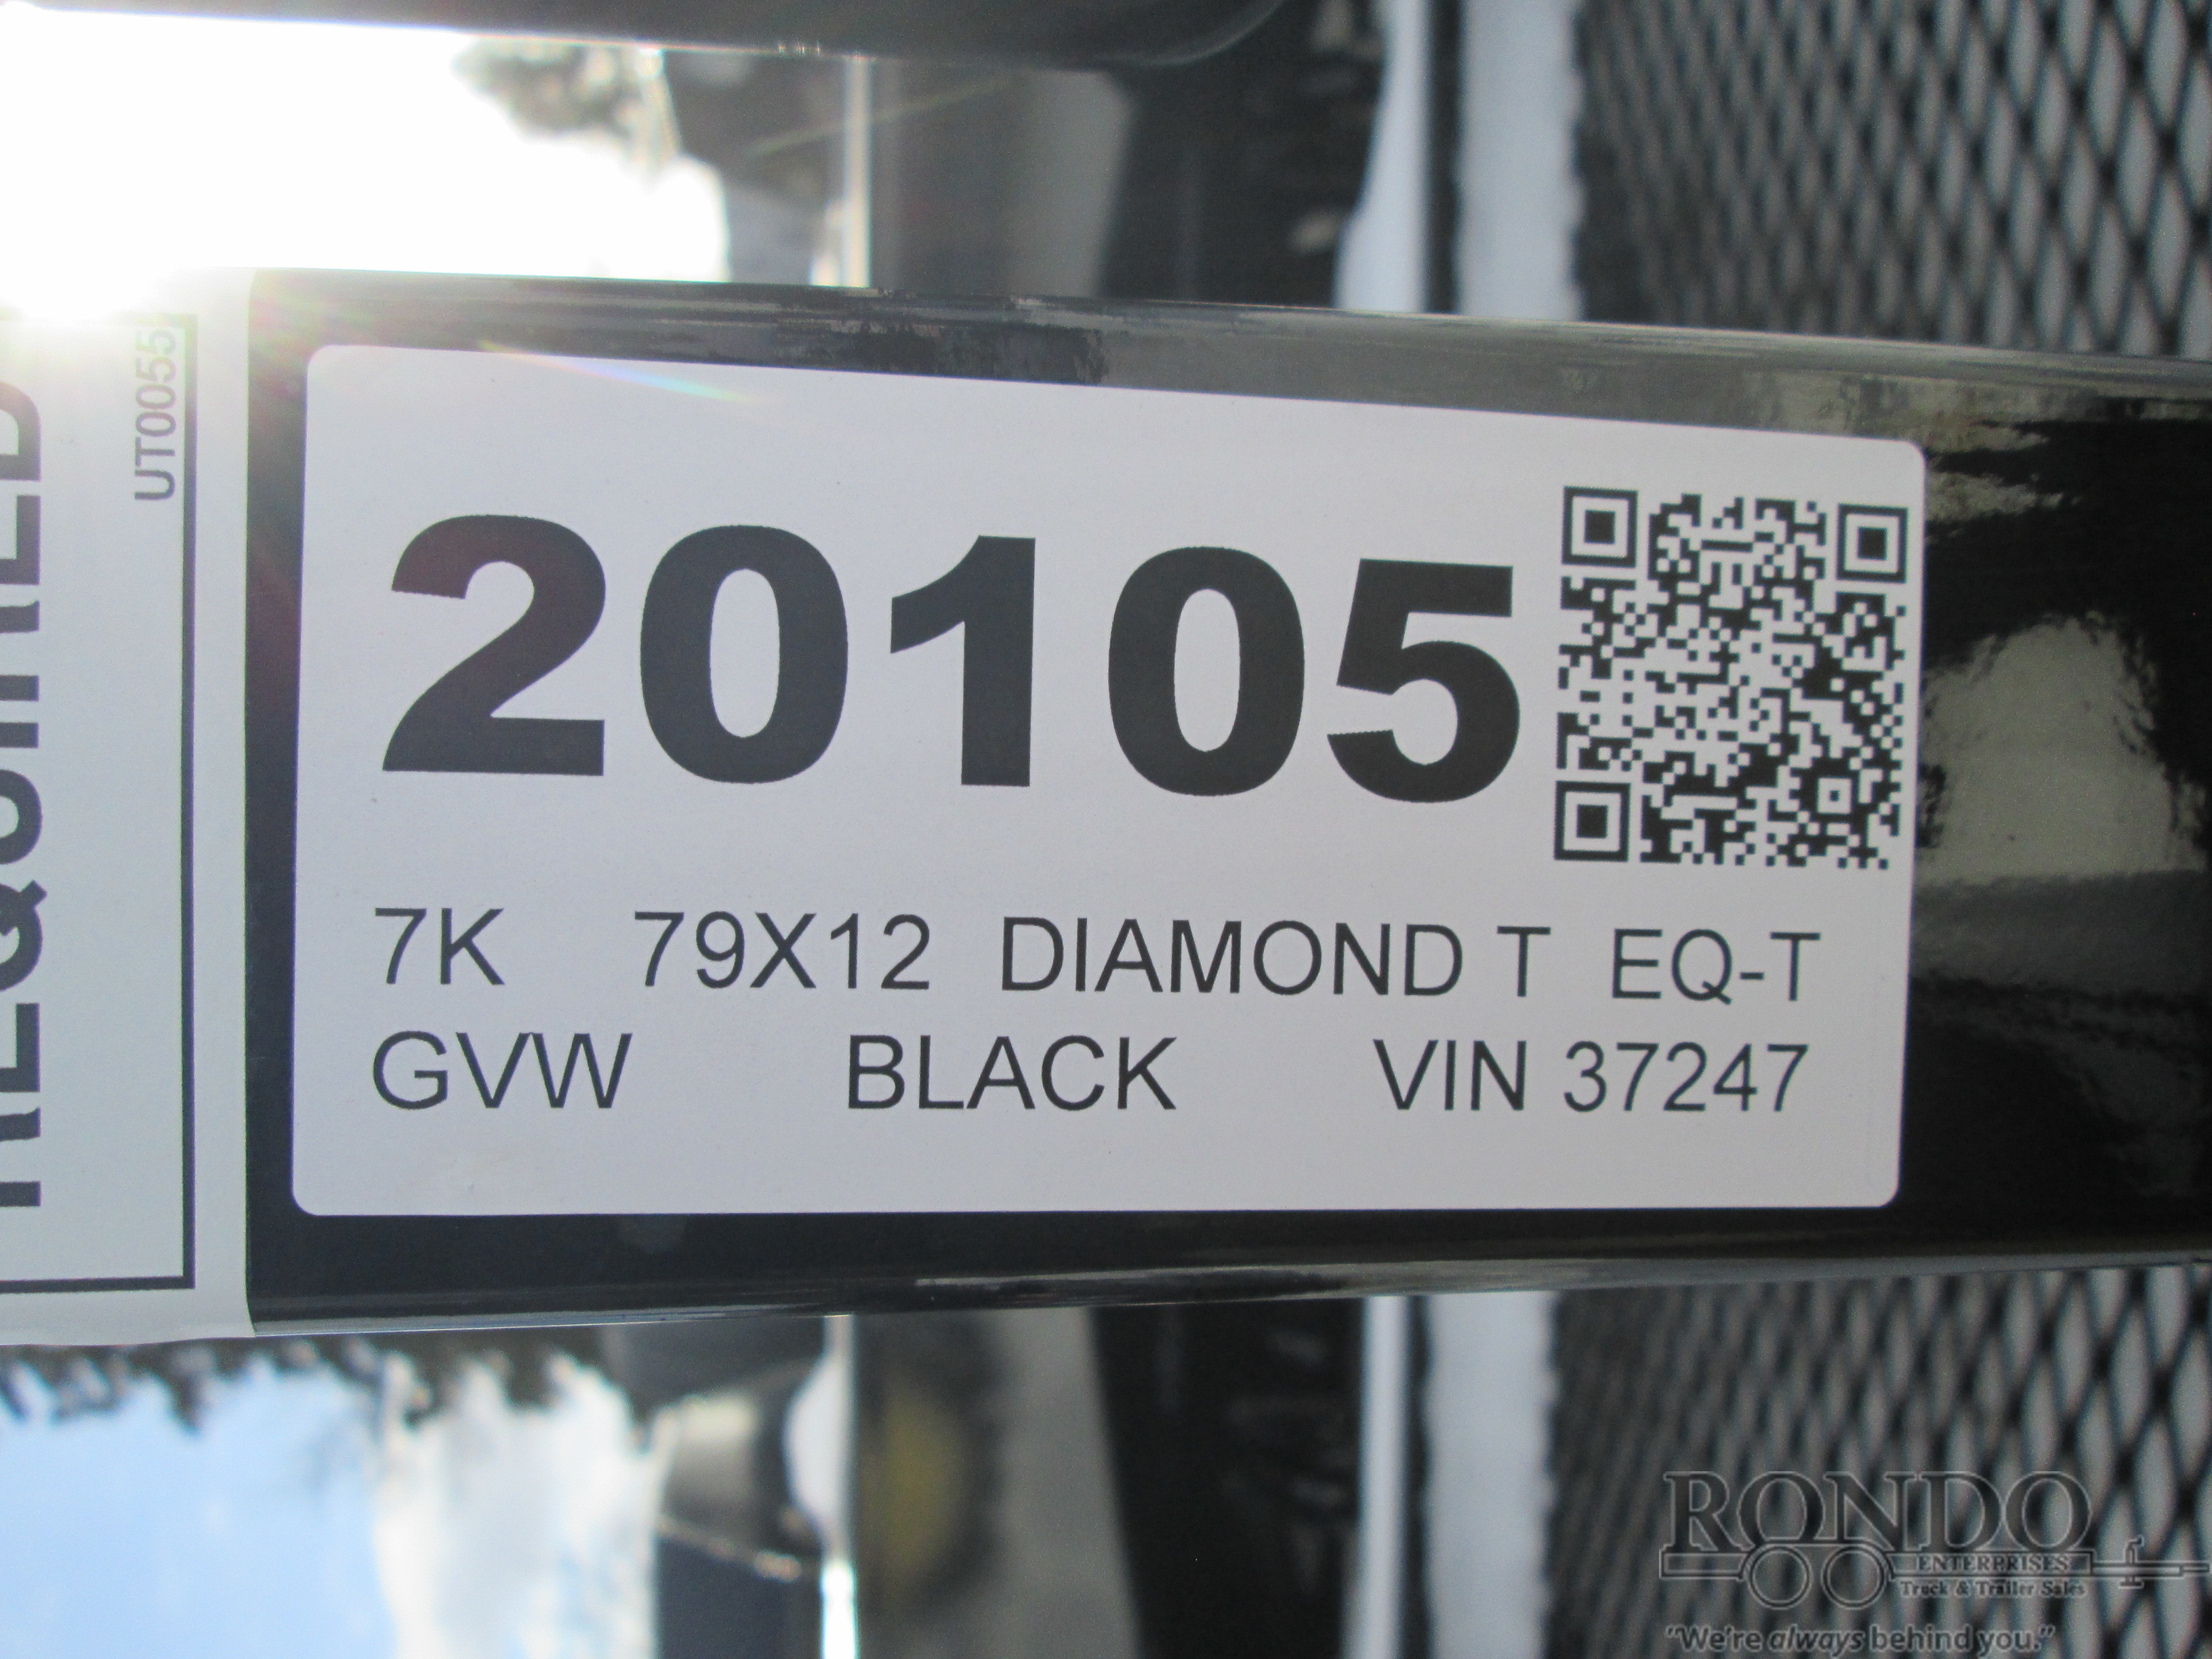 UT0055
REQUIRED
20105
7K 79X12 DIAMOND T EQ-T
GVW BLACK VIN 37247
RONDO
ENTERPRISES
Truck & Trailer Sales
"We're always behind you."